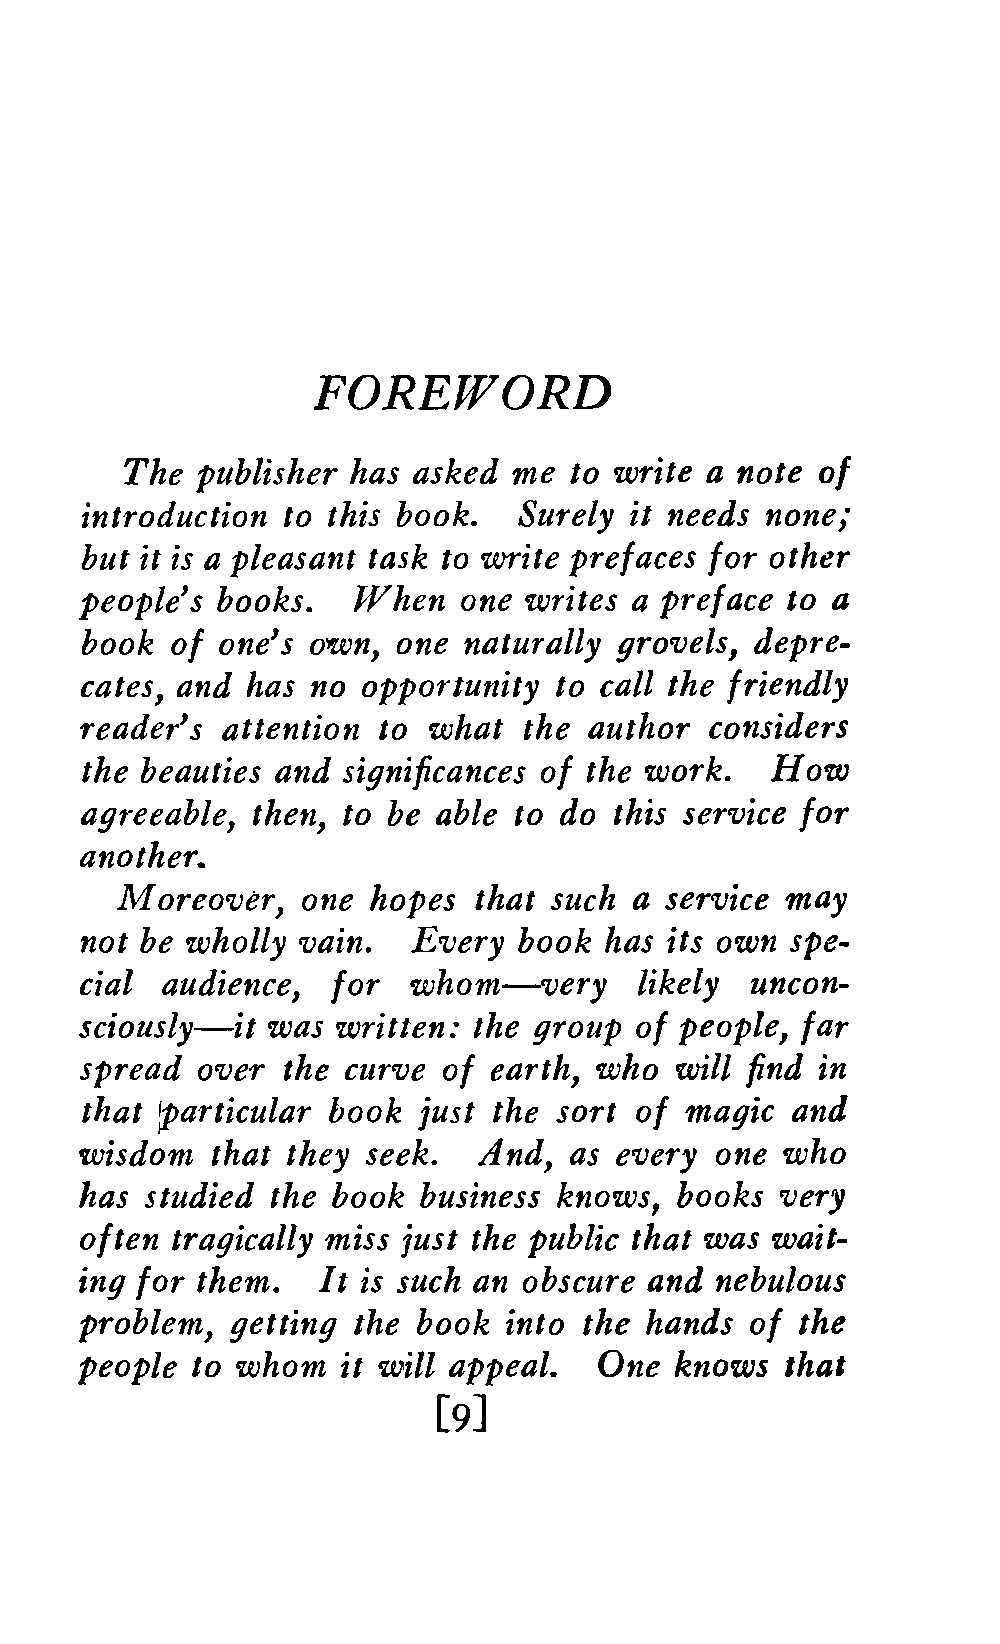 FOREWORD
The publisher has asked me to write a note of
introduction to this book. Surely it needs none;
but it is a pleasant task to write prefaces for other
people's books. When one writes a preface to a
book of one's own, one naturally grovels, depre-
cates, and has no opportunity to call the friendly
reader's attention to what the author considers
the beauties and significances of the work. How
agreeable, then, to be able to do this service for
another.
Moreover, one hopes that such a service may
not be wholly vain. Every book has its own spe-
cial audience, for whom—very likely uncon-
sciously—it was written: the group of people, far
spread over the curve of earth, who will find in
that particular book just the sort of magic and
wisdom that they seek. And, as every one who
has studied the book business knows, books very
often tragically miss just the public that was wait-
ing for them. It is such an obscure and nebulous
problem, getting the book into the hands of the
people to whom it will appeal. One knows that
[9]